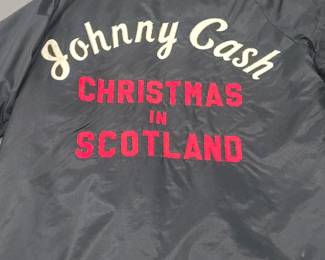 Johnny Cash
CHRISTMAS
IN
SCOTLAND